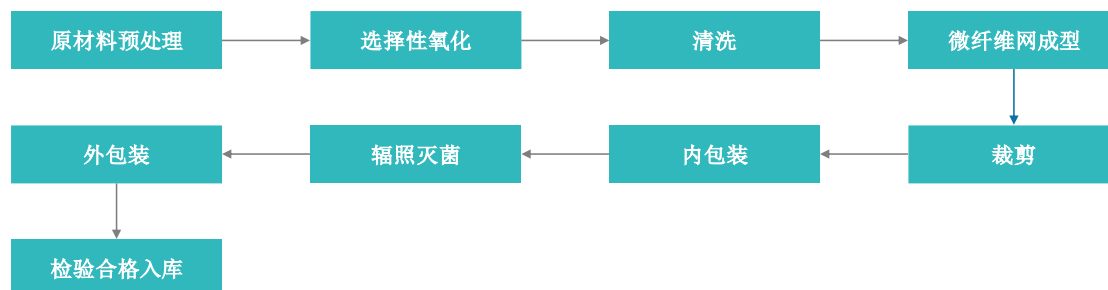 原材料预处理
选择性氧化
清洗
微纤维网成型
裁剪
内包装
辐照灭菌
外包装
检验合格入库